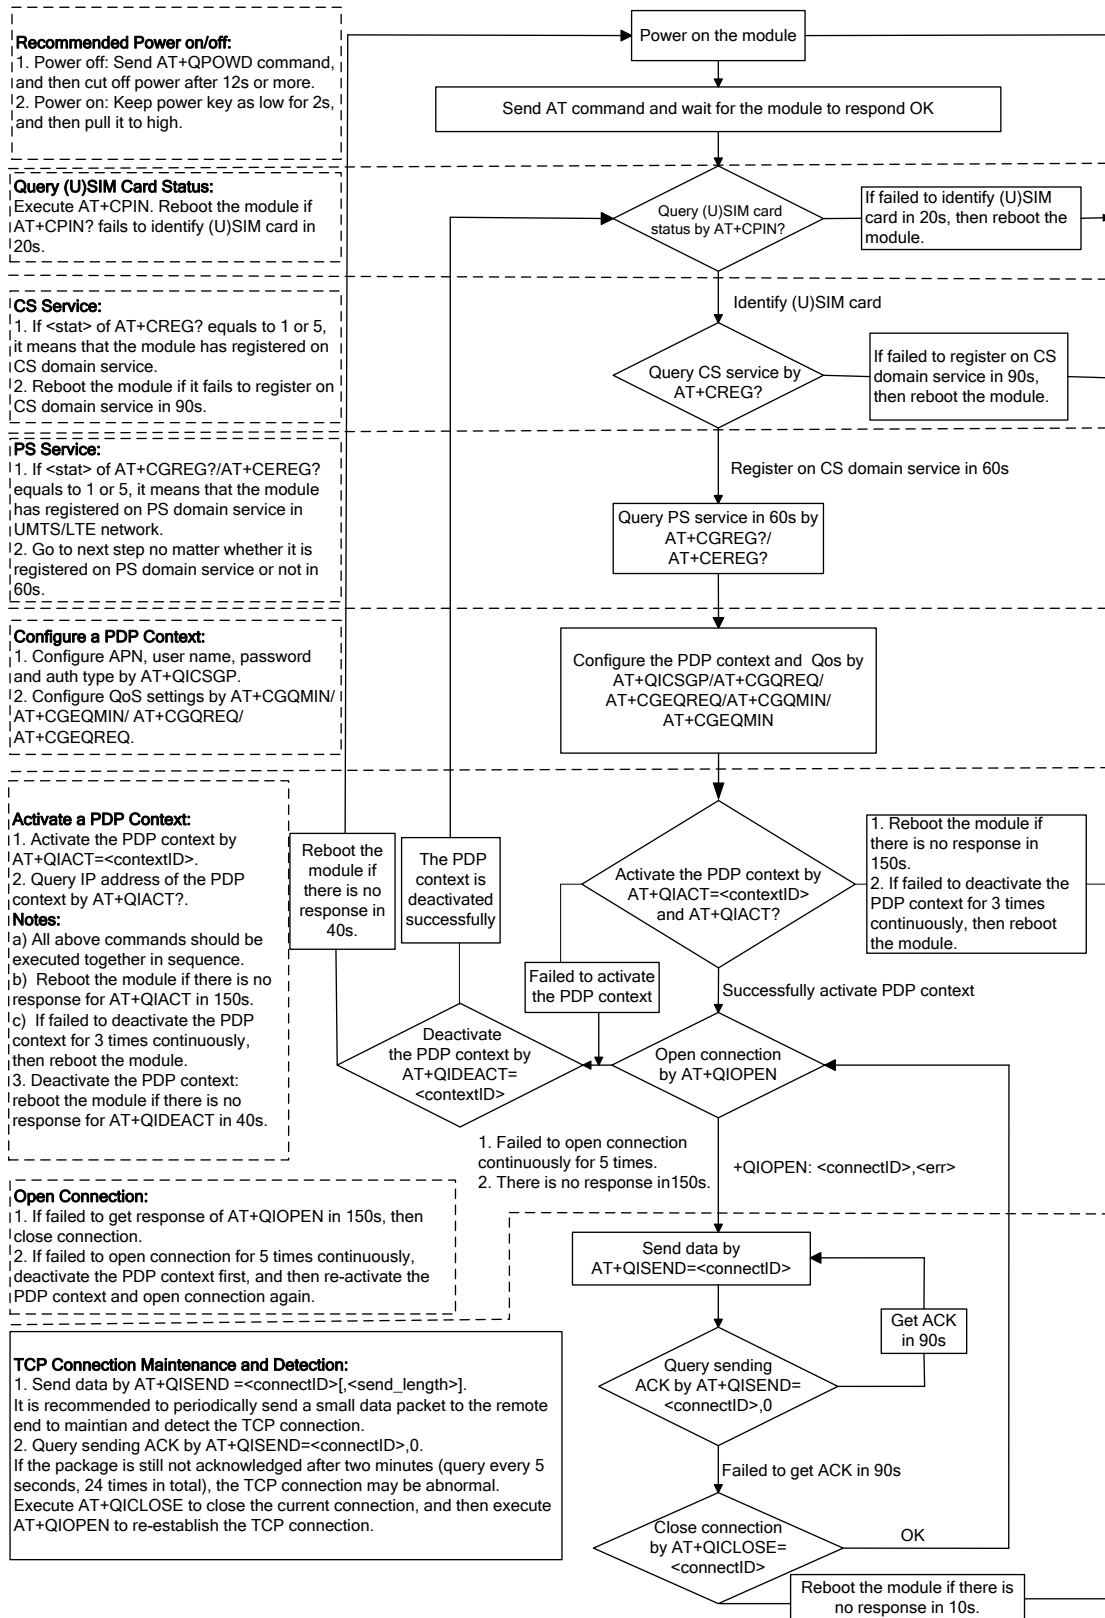 Recommended Power on/off:
1. Power off: Send AT+QPOWD command,
and then cut off power after 12s or more.
2. Power on: Keep power key as low for 2s,
and then pull it to high.
Power on the module
Send AT command and wait for the module to respond OK
Query (U)SIM Card Status:
Execute AT+CPIN. Reboot the module if
AT+CPIN? fails to identify (U)SIM card in
20s.
Query (U)SIM card
status by AT+CPIN?
If failed to identify (U)SIM
card in 20s, then reboot the
module.
Identify (U)SIM card
CS Service:
1. If <stat> of AT+CREG? equals to 1 or 5,
it means that the module has registered on
CS domain service.
2. Reboot the module if it fails to register on
CS domain service in 90s.
Query CS service by
AT+CREG?
If failed to register on CS
domain service in 90s,
then reboot the module.
PS Service:
1. If <stat> of AT+CGREG?/AT+CEREG?
equals to 1 or 5, it means that the module
has registered on PS domain service in
UMTS/LTE network.
2. Go to next step no matter whether it is
registered on PS domain service or not in
60s.
Register on CS domain service in 60s
Query PS service in 60s by
AT+CGREG?/
AT+CEREG?
Configure a PDP Context:
1. Configure APN, user name, password
and auth type by AT+QICSGP.
2. Configure QoS settings by AT+CGQMIN/
AT+CGEQMIN/ AT+CGQREQ/
AT+CGEQREQ.
Configure the PDP context and Qos by
AT+QICSGP/AT+CGQREQ/
AT+CGEQREQ/AT+CGQMIN/
AT+CGEQMIN
Activate a PDP Context:
1. Activate the PDP context by
AT+QIACT=<contextID>.
2. Query IP address of the PDP
context by AT+QIACT?.
Notes:
a) All above commands should be
executed together in sequence.
b) Reboot the module if there is no
response for AT+QIACT in 150s.
c) If failed to deactivate the PDP
context for 3 times continuously,
then reboot the module.
3. Deactivate the PDP context:
reboot the module if there is no
response for AT+QIDEACT in 40s.
Reboot the
module if
there is no
response in
40s.
The PDP
context is
deactivated
successfully
Activate the PDP context by
AT+QIACT=<contextID>
and AT+QIACT?
1. Reboot the module if
there is no response in
150s.
2. If failed to deactivate the
PDP context for 3 times
continuously, then reboot
the module.
Failed to activate
the PDP context
Successfully activate PDP context
Deactivate
the PDP context by
AT+QIDEACT=
<contextID>
Open connection
by AT+QIOPEN
1. Failed to open connection
continuously for 5 times.
2. There is no response in150s.
+QIOPEN: <connectID>,<err>
Open Connection:
1. If failed to get response of AT+QIOPEN in 150s, then
close connection.
2. If failed to open connection for 5 times continuously,
deactivate the PDP context first, and then re-activate the
PDP context and open connection again.
Send data by
AT+QISEND=<connectID>
Get ACK
in 90s
TCP Connection Maintenance and Detection:
1. Send data by AT+QISEND =<connectID>[,<send_length>].
It is recommended to periodically send a small data packet to the remote
end to maintian and detect the TCP connection.
2. Query sending ACK by AT+QISEND=<connectID>,0.
If the package is still not acknowledged after two minutes (query every 5
seconds, 24 times in total), the TCP connection may be abnormal.
Execute AT+QICLOSE to close the current connection, and then execute
AT+QIOPEN to re-establish the TCP connection.
Query sending
ACK by AT+QISEND=
<connectID>,0
Failed to get ACK in 90s
Close connection
by AT+QICLOSE=
<connectID>
OK
Reboot the module if there is
no response in 10s.